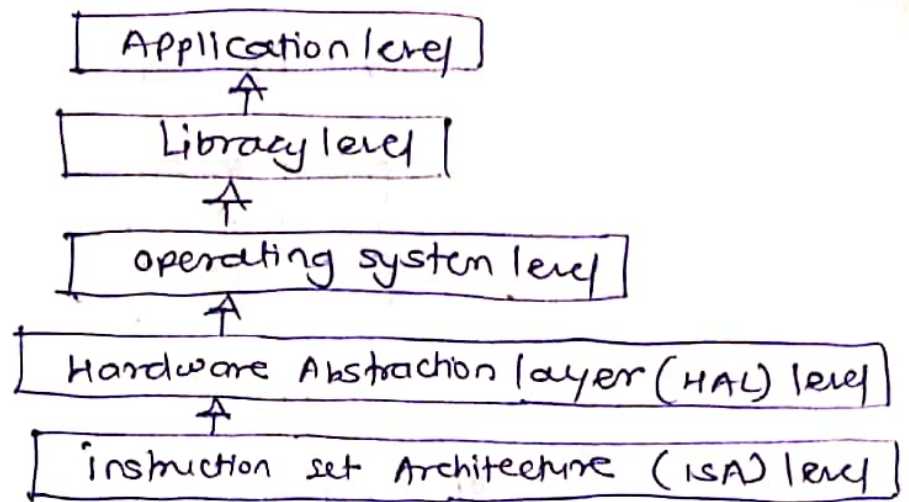 Application level
Library level
operating system level
Hardware Abstraction layer (HAL) level
instruction set Architecture (ISA) level